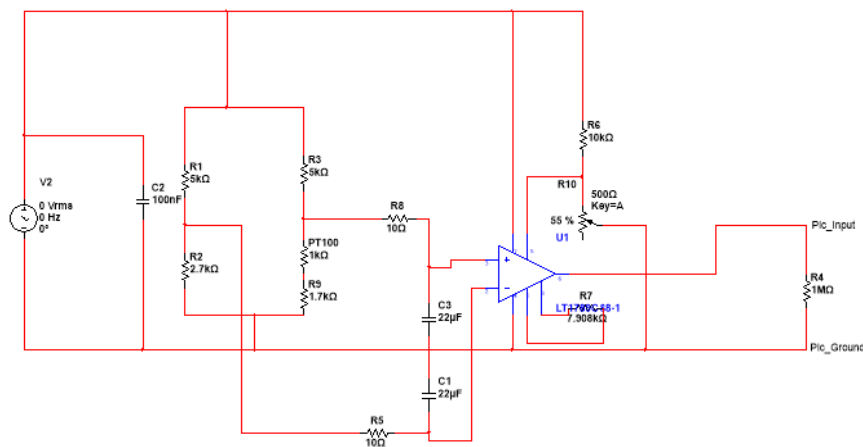 V2
0 Vrms
0 Hz
0°
C2
100nF
R1
5kΩ
R2
2.7kΩ
R3
5kΩ
PT100
1kΩ
R9
1.7kΩ
R8
10Ω
C3
22µF
C1
22µF
R5
10Ω
R6
10kΩ
R10
500Ω
Key=A
55 %
U1
R7
7.908kΩ
R4
1MΩ
Plc_Input
Plc_Ground